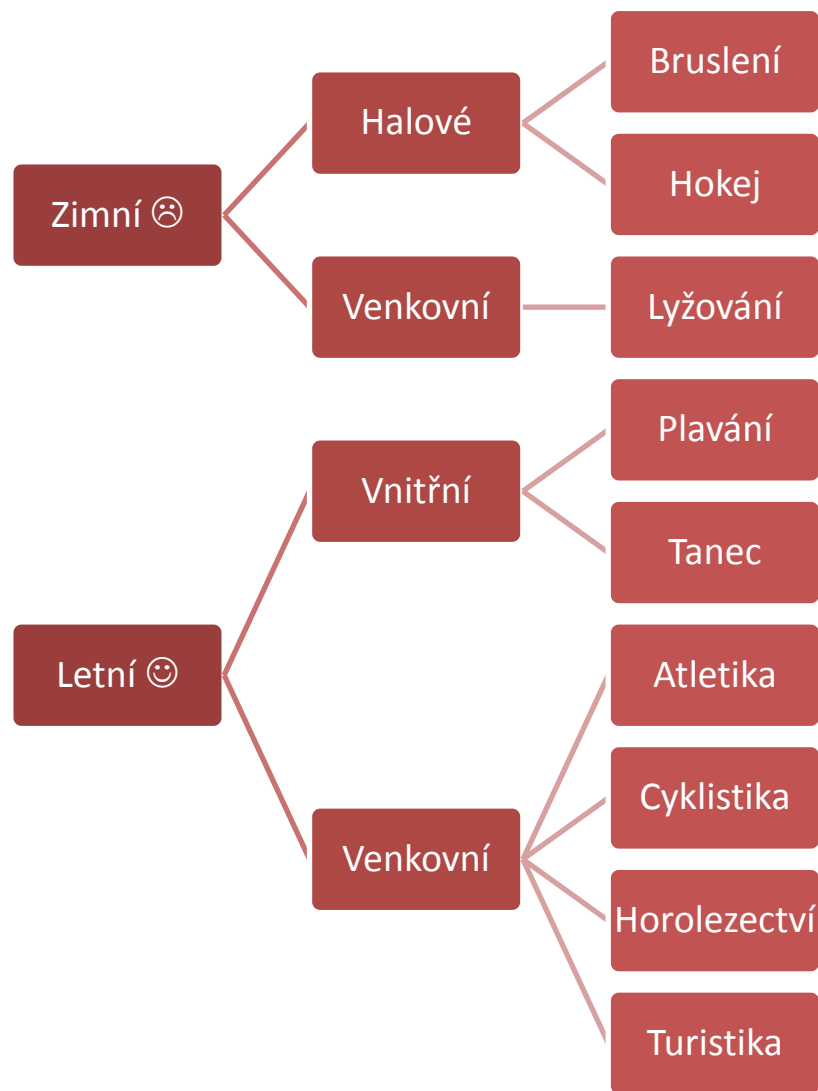 Zimní ☹
Halové
Bruslení
Hokej
Venkovní
Lyžování
Letní ☺
Vnitřní
Plavání
Tanec
Venkovní
Atletika
Cyklistika
Horolezectví
Turistika